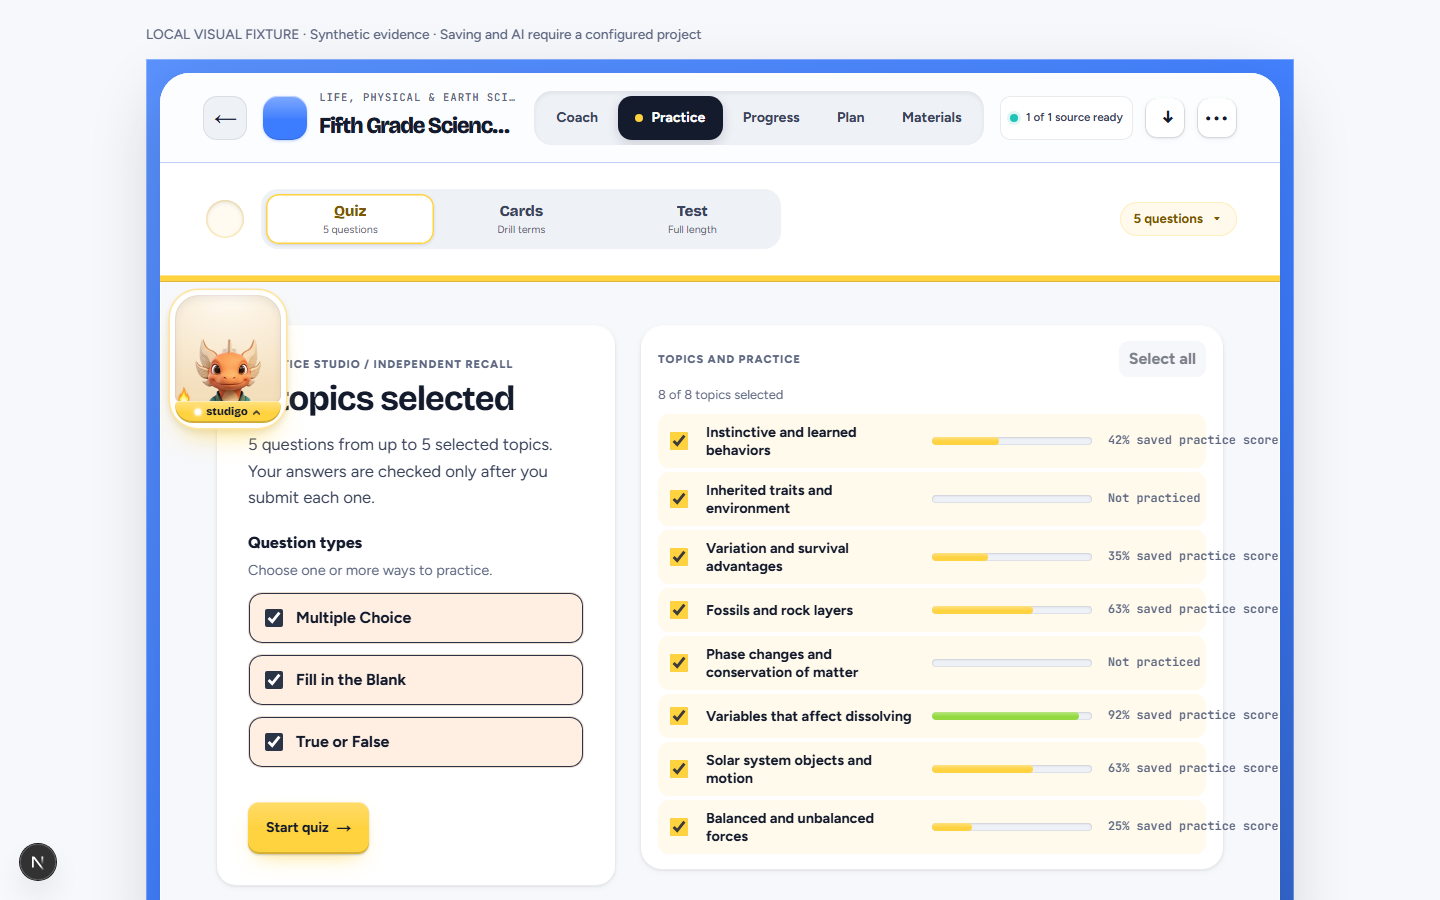 LOCAL VISUAL FIXTURE · Synthetic evidence · Saving and AI require a configured project
LIFE, PHYSICAL & EARTH SCI…
Fifth Grade Scienc...
Coach
Practice
Progress
Plan
Materials
1 of 1 source ready
Quiz
5 questions
Cards
Drill terms
Test
Full length
5 questions
studigo
TICE STUDIO / INDEPENDENT RECALL
topics selected
5 questions from up to 5 selected topics.
Your answers are checked only after you
submit each one.
Question types
Choose one or more ways to practice.
Multiple Choice
Fill in the Blank
True or False
Start quiz →
TOPICS AND PRACTICE
Select all
8 of 8 topics selected
Instinctive and learned
behaviors
42% saved practice score
Inherited traits and
environment
Not practiced
Variation and survival
advantages
35% saved practice score
Fossils and rock layers
63% saved practice score
Phase changes and
conservation of matter
Not practiced
Variables that affect dissolving
92% saved practice score
Solar system objects and
motion
63% saved practice score
Balanced and unbalanced
forces
25% saved practice score
N